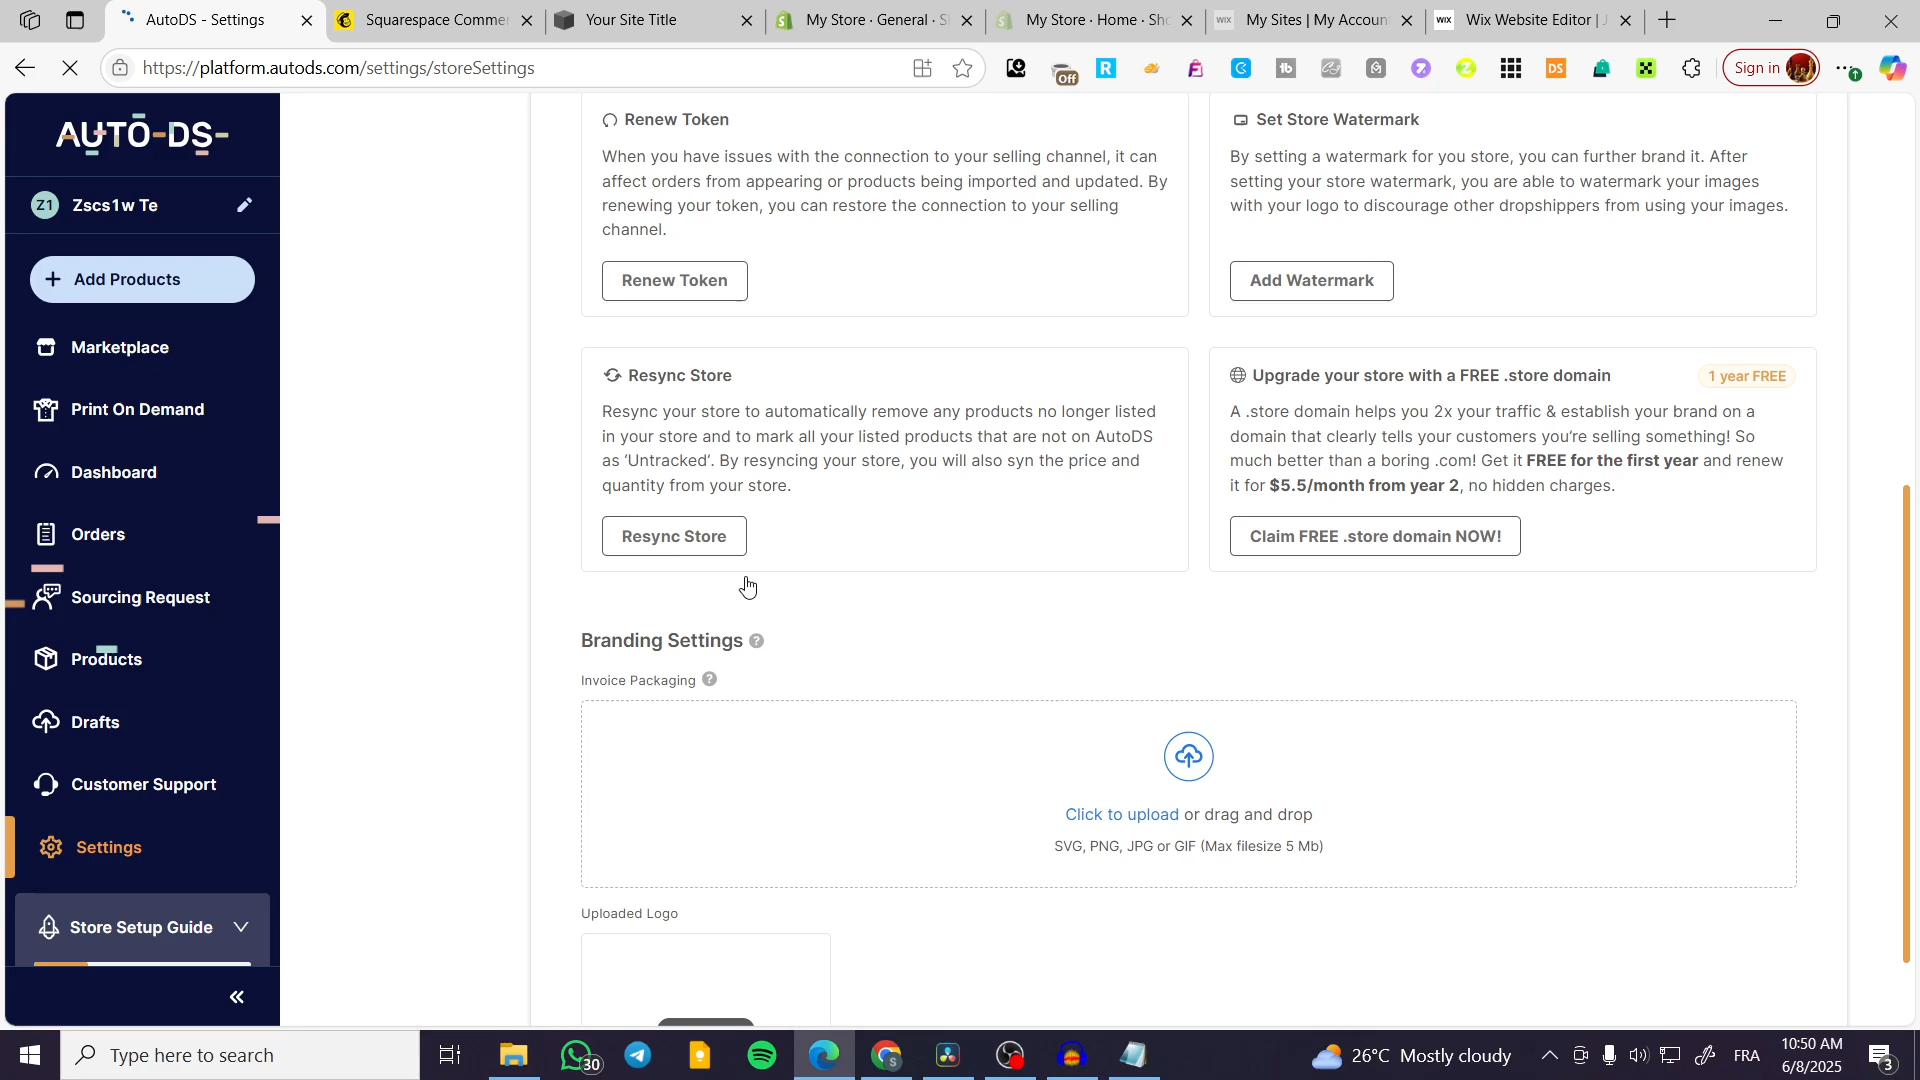 AutoDS - Settings
Squarespace Comme
Your Site Title
My Store · General · S
My Store · Home · Sh
My Sites | My Accoun
WIX
Wix Website Editor |
https://platform.autods.com/settings/storeSettings
Off
Sign in
AUTO-DS
Z1 Zscs1w Te
Add Products
Marketplace
Print On Demand
Dashboard
Orders
Sourcing Request
Products
Drafts
Customer Support
Settings
Store Setup Guide
Renew Token
When you have issues with the connection to your selling channel, it can
affect orders from appearing or products being imported and updated. By
renewing your token, you can restore the connection to your selling
channel.
Renew Token
Set Store Watermark
By setting a watermark for you store, you can further brand it. After
setting your store watermark, you are able to watermark your images
with your logo to discourage other dropshippers from using your images.
Add Watermark
Resync Store
Resync your store to automatically remove any products no longer listed
in your store and to mark all your listed products that are not on AutoDS
as ‘Untracked’. By resyncing your store, you will also syn the price and
quantity from your store.
Resync Store
Upgrade your store with a FREE .store domain
1 year FREE
A .store domain helps you 2x your traffic & establish your brand on a
domain that clearly tells your customers you’re selling something! So
much better than a boring .com! Get it FREE for the first year and renew
it for $5.5/month from year 2, no hidden charges.
Claim FREE .store domain NOW!
Branding Settings
Invoice Packaging
Click to upload or drag and drop
SVG, PNG, JPG or GIF (Max filesize 5 Mb)
Uploaded Logo
Type here to search
30
26°C Mostly cloudy
FRA
10:50 AM
6/8/2025
3